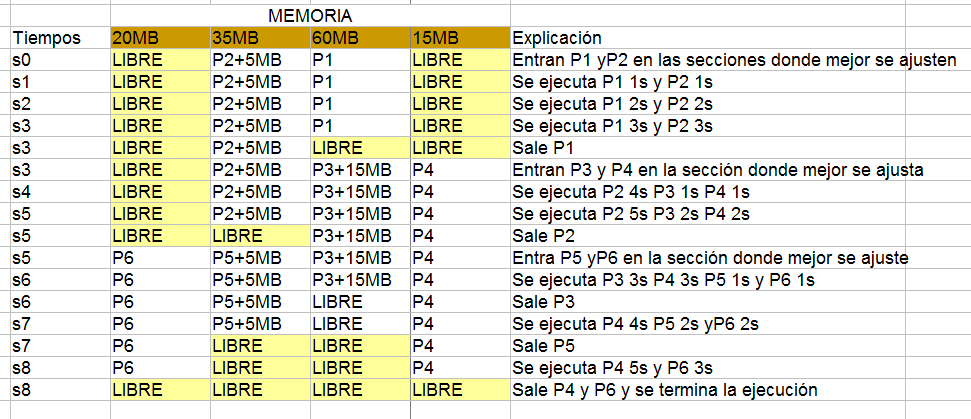 MEMORIA
Tiempos 20MB 35MB 60MB 15MB Explicación
s0 LIBRE P2+5MB P1 LIBRE Entran P1 yP2 en las secciones donde mejor se ajusten
s1 LIBRE P2+5MB P1 LIBRE Se ejecuta P1 1s y P2 1s
s2 LIBRE P2+5MB P1 LIBRE Se ejecuta P1 2s y P2 2s
s3 LIBRE P2+5MB P1 LIBRE Se ejecuta P1 3s y P2 3s
s3 LIBRE P2+5MB LIBRE LIBRE Sale P1
s3 LIBRE P2+5MB P3+15MB P4 Entran P3 y P4 en la sección donde mejor se ajusta
s4 LIBRE P2+5MB P3+15MB P4 Se ejecuta P2 4s P3 1s P4 1s
s5 LIBRE P2+5MB P3+15MB P4 Se ejecuta P2 5s P3 2s P4 2s
s5 LIBRE LIBRE P3+15MB P4 Sale P2
s5 P6 P5+5MB P3+15MB P4 Entra P5 yP6 en la sección donde mejor se ajuste
s6 P6 P5+5MB P3+15MB P4 Se ejecuta P3 3s P4 3s P5 1s y P6 1s
s6 P6 P5+5MB LIBRE P4 Sale P3
s7 P6 P5+5MB LIBRE P4 Se ejecuta P4 4s P5 2s yP6 2s
s7 P6 LIBRE LIBRE P4 Sale P5
s8 P6 LIBRE LIBRE P4 Se ejecuta P4 5s y P6 3s
s8 LIBRE LIBRE LIBRE LIBRE Sale P4 y P6 y se termina la ejecución